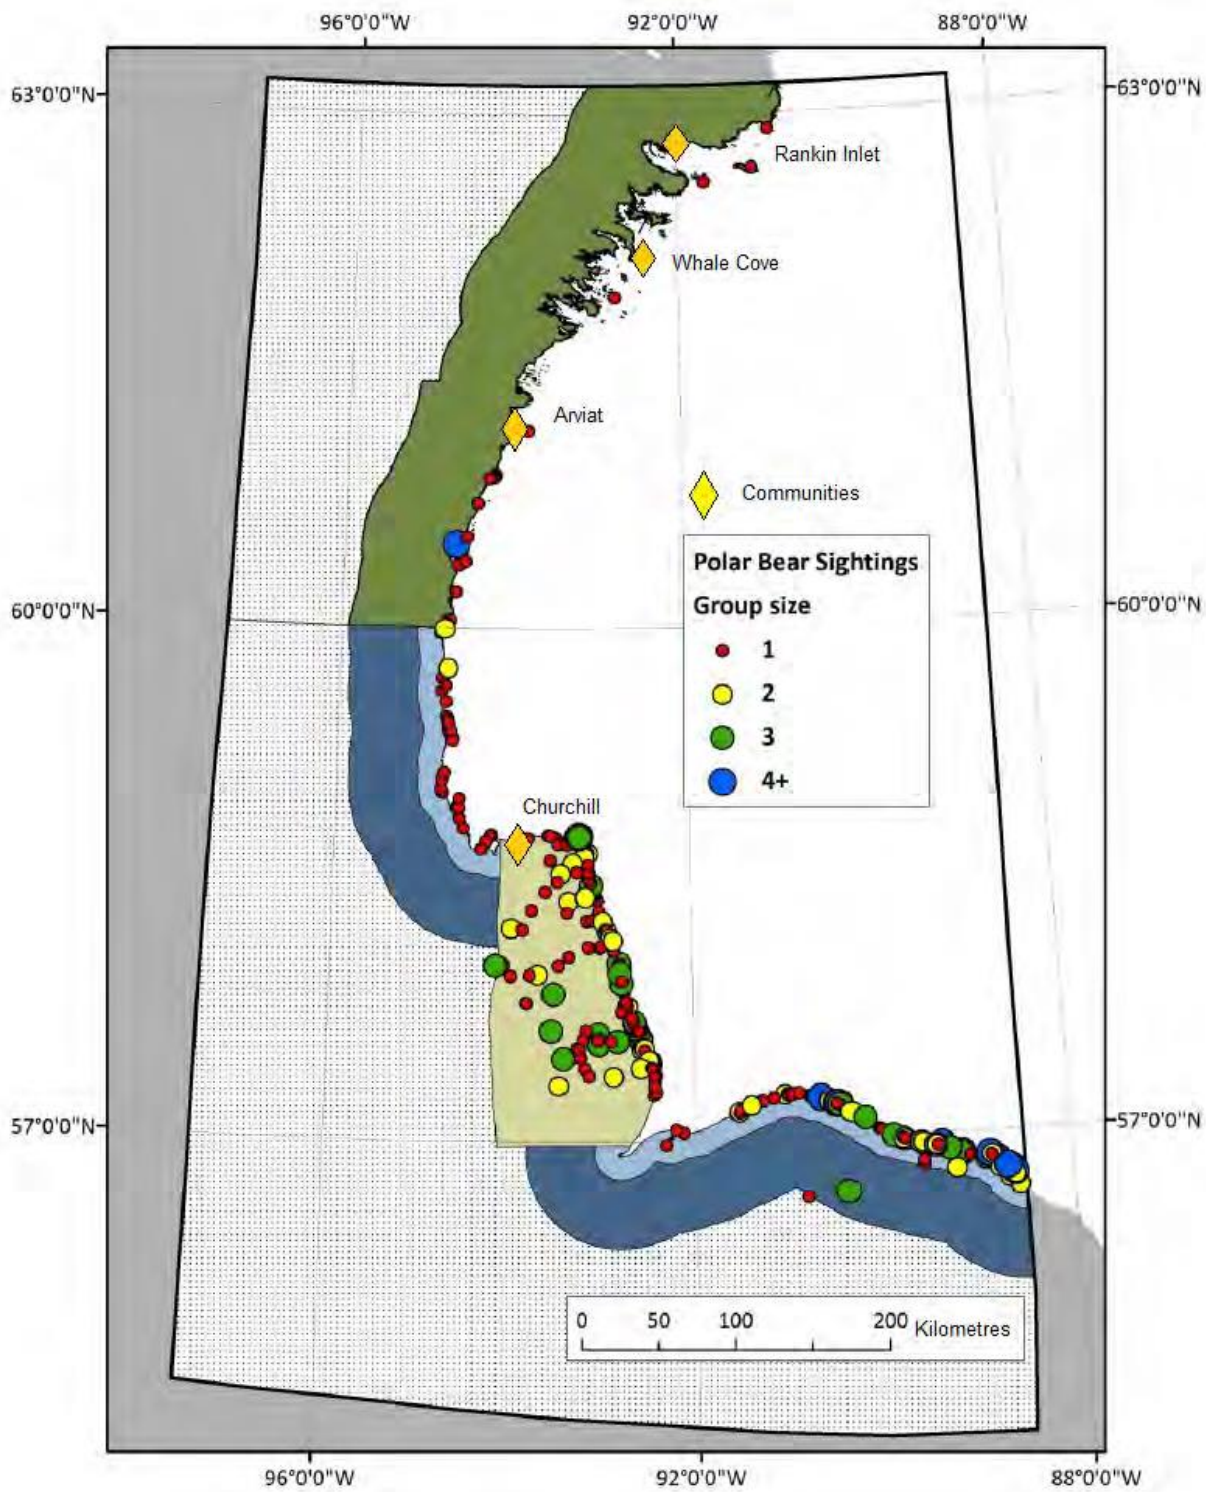 96°0'0"W
92°0'0"W
88°0'0"W
63°0'0"N
63°0'0"N
Rankin Inlet
Whale Cove
Arviat
Communities
Polar Bear Sightings
Group size
1
2
3
4+
60°0'0"N
60°0'0"N
Churchill
57°0'0"N
57°0'0"N
0 50 100 200 Kilometres
96°0'0"W
92°0'0"W
88°0'0"W